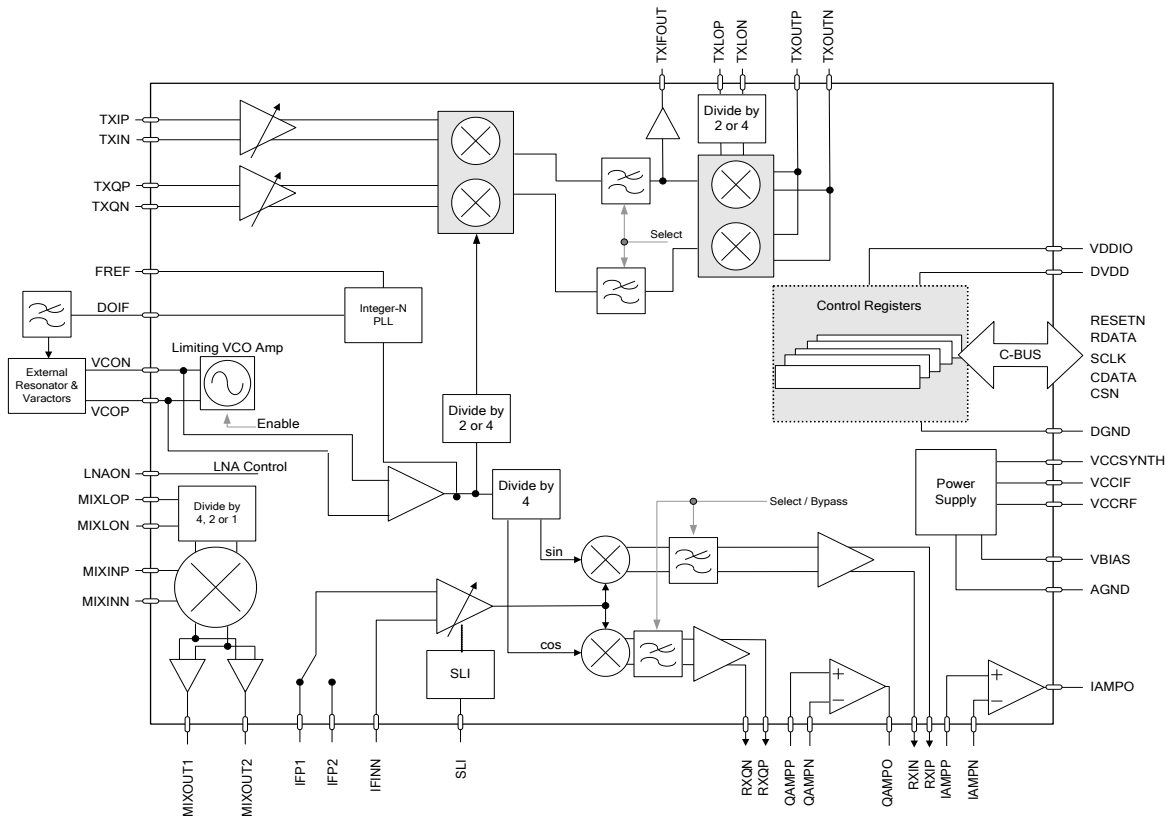 TXIFOUT
TXLOP
TXLON
TXOUTP
TXOUTN
TXIP
TXIN
TXQP
TXQN
Divide by
2 or 4
Select
FREF
DOIF
Integer-N
PLL
VCON
Limiting VCO Amp
External
Resonator &
Varactors
VCOP
Enable
Divide by
2 or 4
VDDIO
DVDD
Control Registers
C-BUS
RESETN
RDATA
SCLK
CDATA
CSN
DGND
LNAON
LNA Control
MIXLOP
MIXLON
Divide by
4, 2 or 1
Divide by
4
Select / Bypass
Power
Supply
VCCSYNTH
VCCIF
VCCRF
VBIAS
AGND
MIXINP
MIXINN
sin
cos
SLI
+
−
+
−
IAMPO
MIXOUT1
MIXOUT2
IFP1
IFP2
IFINN
SLI
RXQN
RXQP
QAMPP
QAMPN
QAMPO
RXIN
RXIP
IAMPP
IAMPN